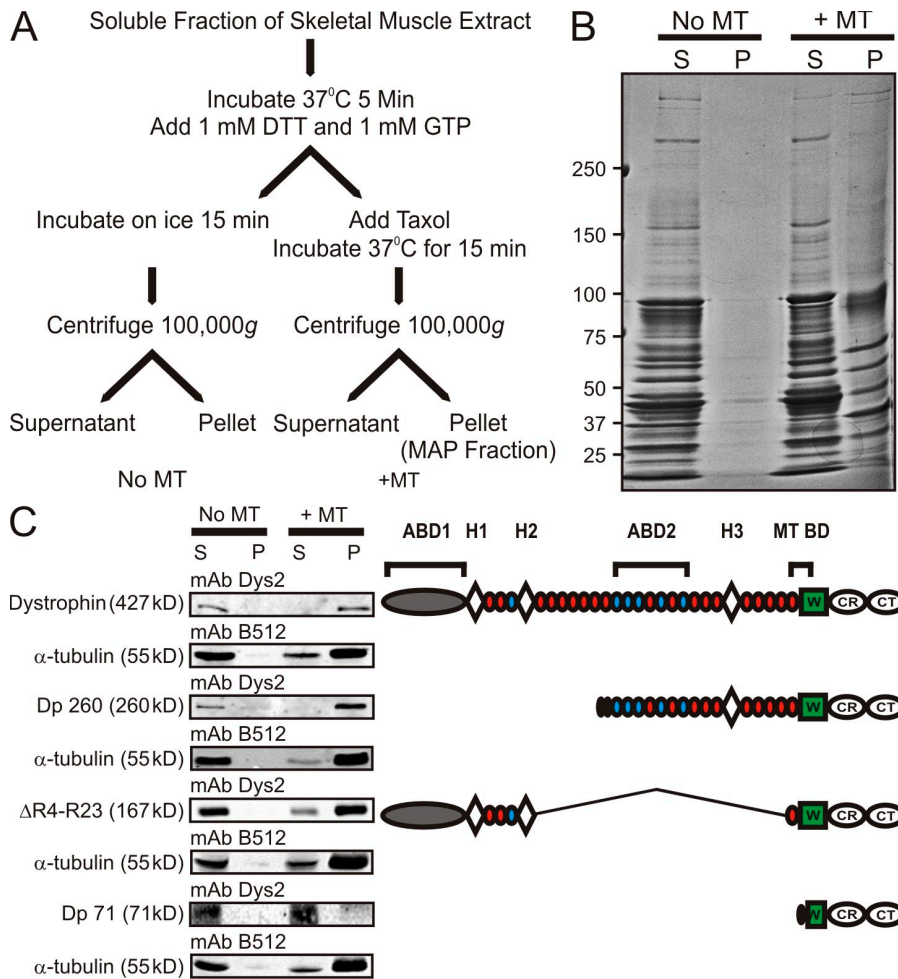 A
Soluble Fraction of Skeletal Muscle Extract
Incubate 37⁰C 5 Min
Add 1 mM DTT and 1 mM GTP
Incubate on ice 15 min
Add Taxol
Incubate 37⁰C for 15 min
Centrifuge 100,000g
Centrifuge 100,000g
Supernatant
Pellet
Supernatant
Pellet
(MAP Fraction)
No MT
+MT
B
No MT
+ MT
S
P
S
P
250
150
100
75
50
37
25
C
No MT
+ MT
S
P
S
P
ABD1
H1
H2
ABD2
H3
MT BD
mAb Dys2
Dystrophin (427 kD)
W
CR
CT
mAb B512
α-tubulin (55 kD)
mAb Dys2
Dp 260 (260 kD)
W
CR
CT
mAb B512
α-tubulin (55 kD)
mAb Dys2
ΔR4-R23 (167 kD)
W
CR
CT
mAb B512
α-tubulin (55 kD)
mAb Dys2
Dp 71 (71 kD)
W
CR
CT
mAb B512
α-tubulin (55 kD)